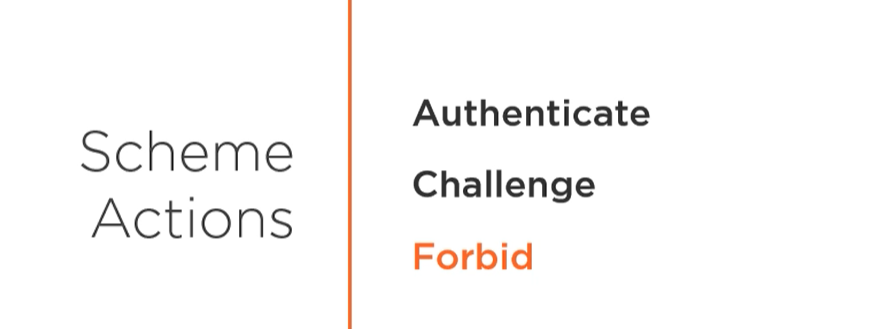 Scheme
Actions
Authenticate
Challenge
Forbid